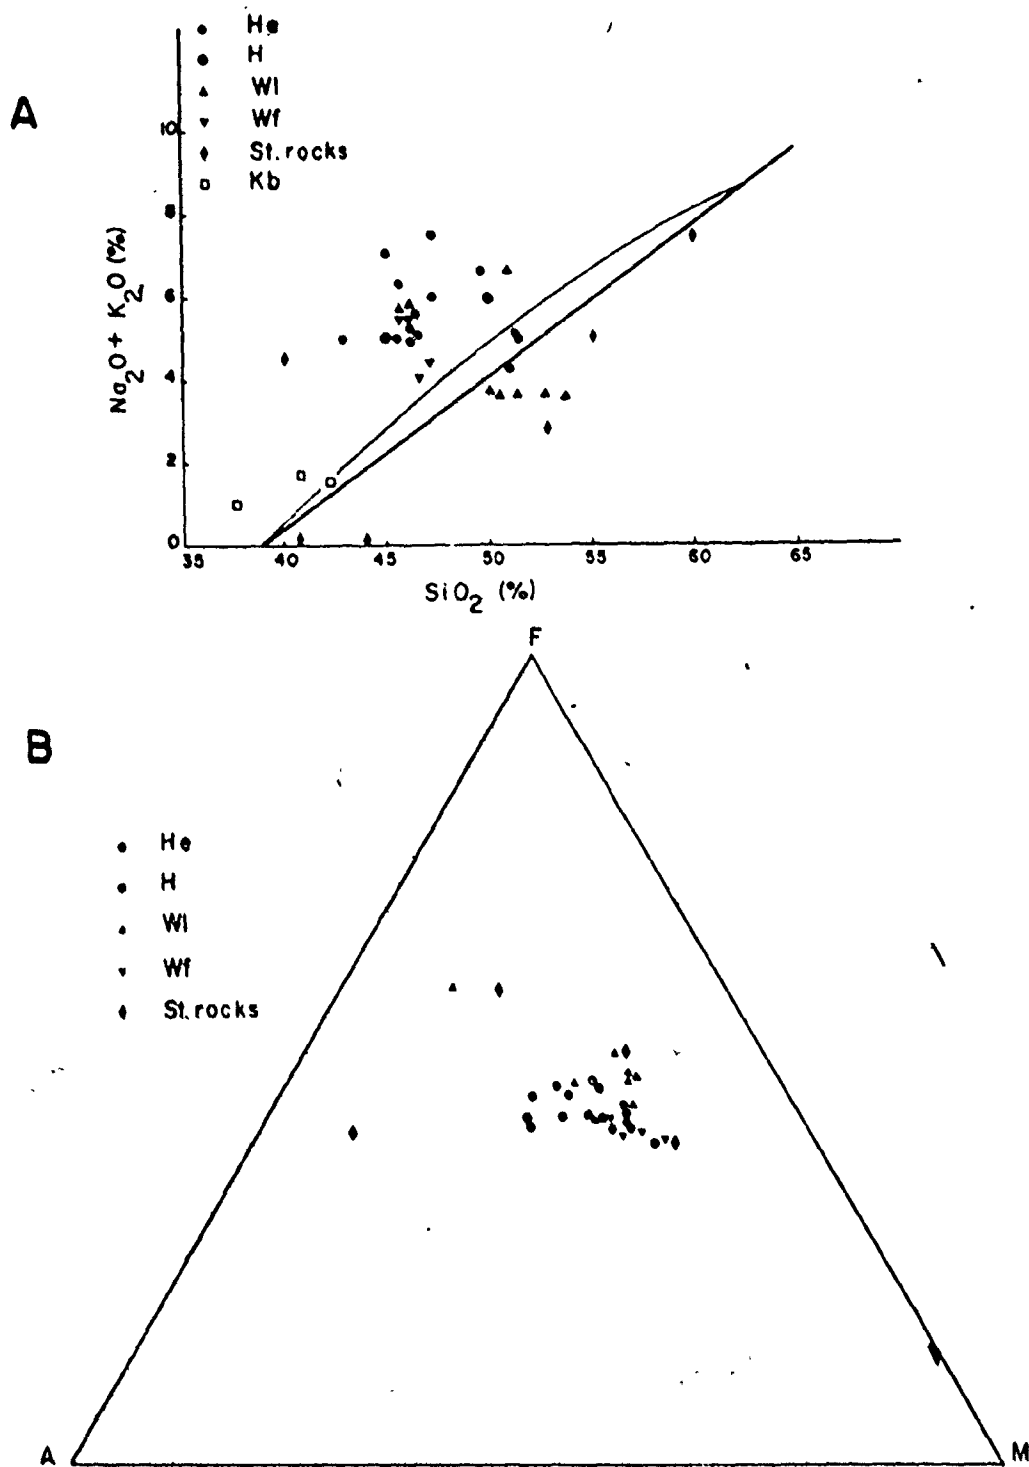 He
H
Wl
Wf
St. rocks
Kb
A
10
8
6
4
2
0
Na2O + K2O (%)
35 40 45 50 55 60 65
SiO2 (%)
F
B
He
H
Wl
Wf
St. rocks
A
M